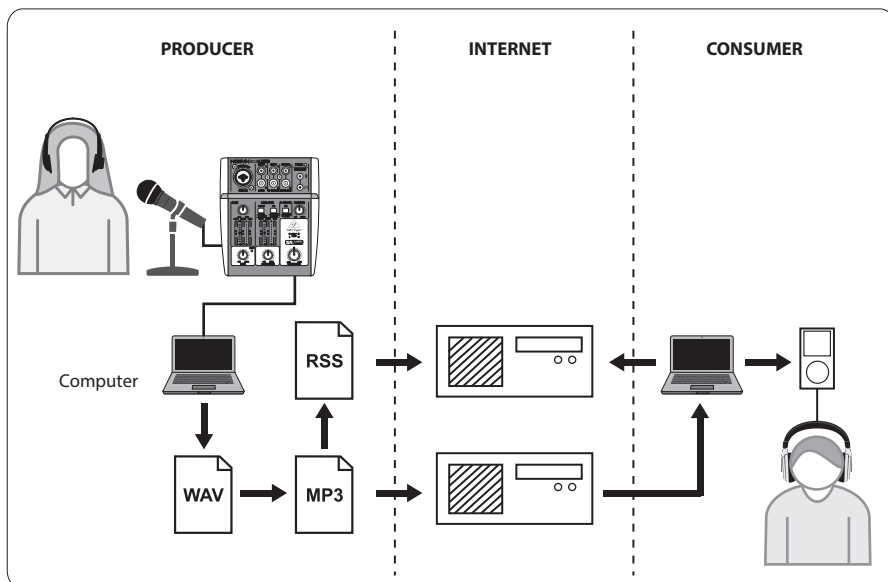 PRODUCER
INTERNET
CONSUMER
Computer
RSS
WAV
MP3